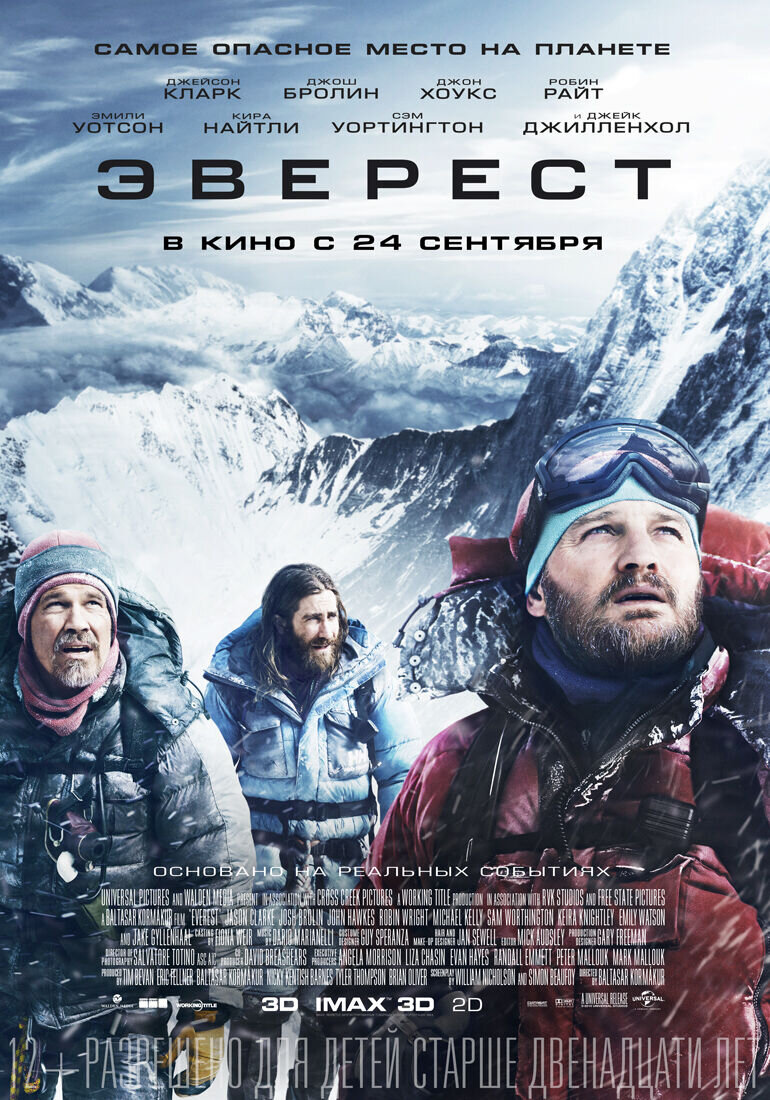 САМОЕ ОПАСНОЕ МЕСТО НА ПЛАНЕТЕ
ДЖЕЙСОН КЛАРК ДЖОШ БРОЛИН ДЖОН ХОУКС РОБИН РАЙТ
ЭМИЛИ УОТСОН КИРА НАЙТЛИ СЭМ УОРТИНГТОН И ДЖЕЙК ДЖИЛЛЕНХОЛ
ЭВЕРЕСТ
В КИНО С 24 СЕНТЯБРЯ
ОСНОВАНО НА РЕАЛЬНЫХ СОБЫТИЯХ
UNIVERSAL PICTURES AND WALDEN MEDIA PRESENT IN ASSOCIATION WITH CROSS CREEK PICTURES A WORKING TITLE PRODUCTION IN ASSOCIATION WITH RVK STUDIOS AND FREE STATE PICTURES
A BALTASAR KORMÁKUR FILM "EVEREST" JASON CLARKE JOSH BROLIN JOHN HAWKES ROBIN WRIGHT MICHAEL KELLY SAM WORTHINGTON KEIRA KNIGHTLEY EMILY WATSON
AND JAKE GYLLENHAAL CASTING BY FIONA WEIR MUSIC BY DARIO MARIANELLI COSTUME DESIGNER GUY SPERANZA HAIR AND MAKE-UP DESIGNER JAN SEWELL EDITOR MICK AUDSLEY PRODUCTION DESIGNER GARY FREEMAN
DIRECTOR OF PHOTOGRAPHY SALVATORE TOTINO ASC AIC CO PRODUCER DAVID BREASHEARS EXECUTIVE PRODUCERS ANGELA MORRISON LIZA CHASIN EVAN HAYES RANDALL EMMETT PETER MALLOUK MARK MALLOUK
PRODUCED BY TIM BEVAN ERIC FELLNER BALTASAR KORMÁKUR NICKY KENTISH BARNES TYLER THOMPSON BRIAN OLIVER SCREENPLAY BY WILLIAM NICHOLSON AND SIMON BEAUFOY DIRECTED BY BALTASAR KORMÁKUR
WALDEN MEDIA WORKING TITLE 3D IMAX 3D 2D A UNIVERSAL RELEASE UNIVERSAL
12 + РАЗРЕШЕНО ДЛЯ ДЕТЕЙ СТАРШЕ ДВЕНАДЦАТИ ЛЕТ